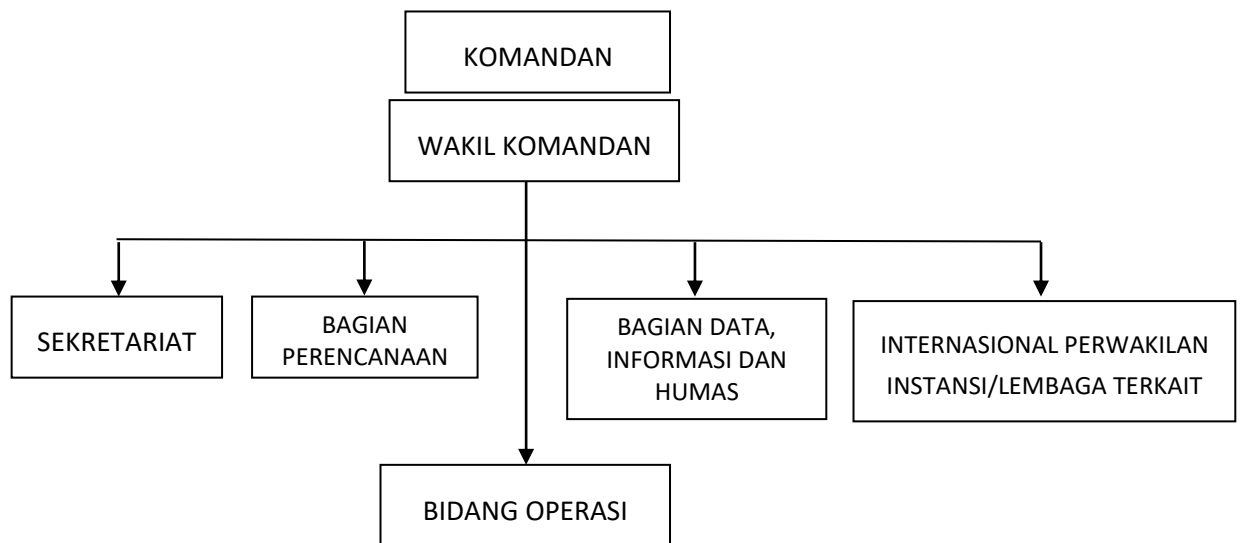 KOMANDAN
WAKIL KOMANDAN
SEKRETARIAT
BAGIAN
PERENCANAAN
BAGIAN DATA,
INFORMASI DAN
HUMAS
INTERNASIONAL PERWAKILAN
INSTANSI/LEMBAGA TERKAIT
BIDANG OPERASI